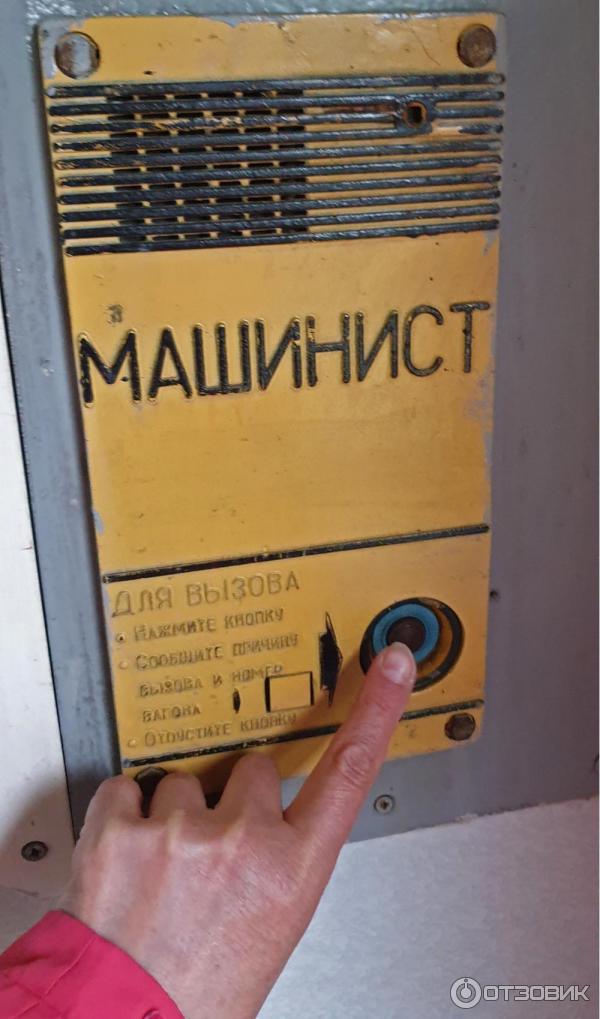 МАШИНИСТ
ДЛЯ ВЫЗОВА
• НАЖМИТЕ КНОПКУ
• СООБЩИТЕ ПРИЧИНУ
ВЫЗОВА И НОМЕР
ВАГОНА
• ОТПУСТИТЕ КНОПКУ
ОТЗОВИК